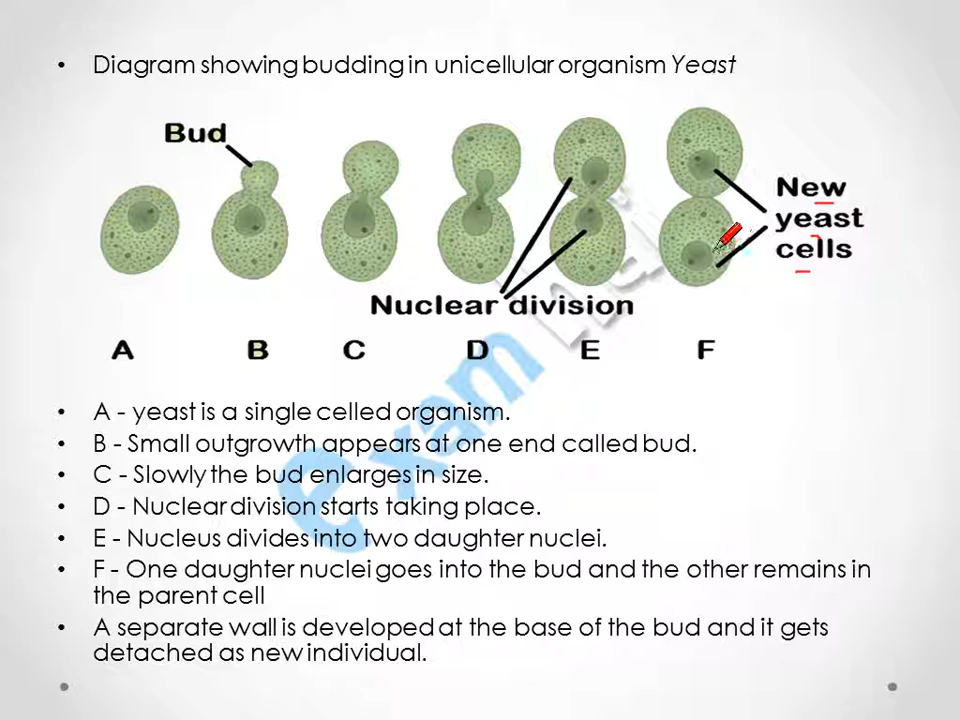 Diagram showing budding in unicellular organism Yeast
Bud
New
yeast
cells
Nuclear division
A B C D E F
A - yeast is a single celled organism.
B - Small outgrowth appears at one end called bud.
C - Slowly the bud enlarges in size.
D - Nuclear division starts taking place.
E - Nucleus divides into two daughter nuclei.
F - One daughter nuclei goes into the bud and the other remains in
the parent cell
A separate wall is developed at the base of the bud and it gets
detached as new individual.